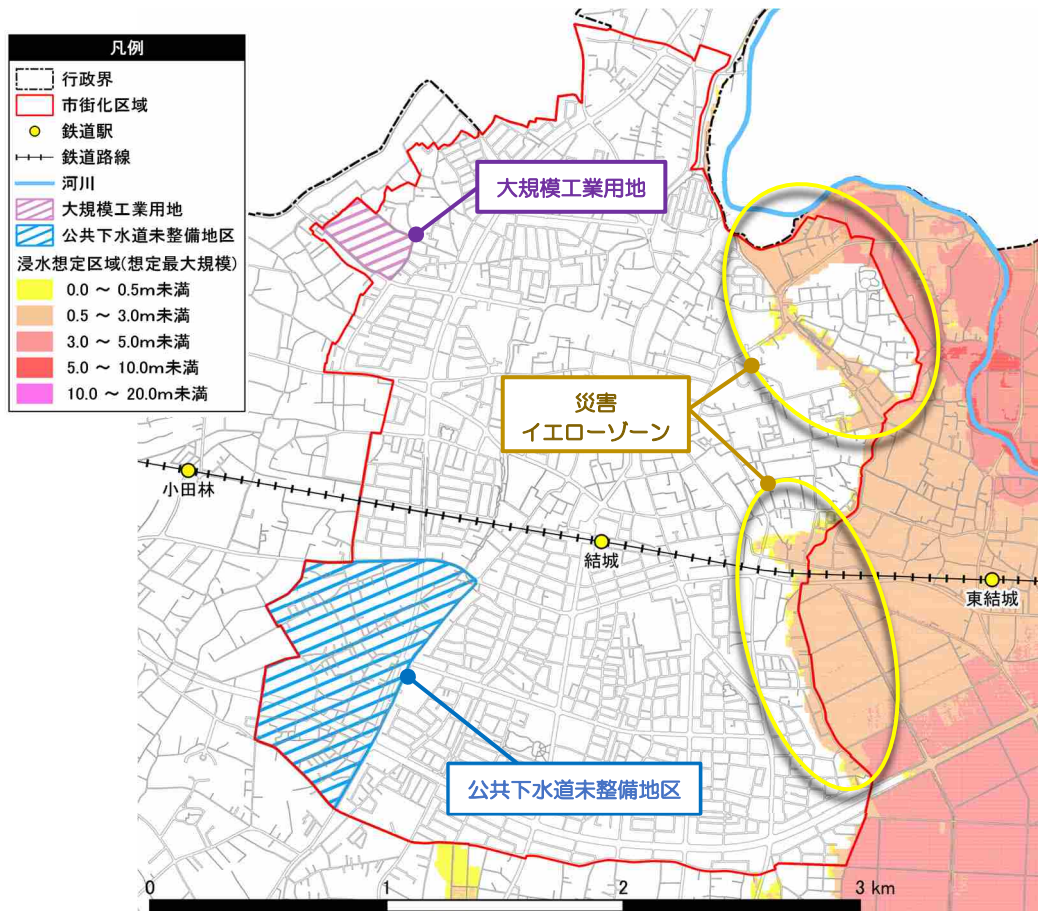 凡例
行政界
市街化区域
鉄道駅
鉄道路線
河川
大規模工業用地
公共下水道未整備地区
浸水想定区域(想定最大規模)
0.0 ～ 0.5m未満
0.5 ～ 3.0m未満
3.0 ～ 5.0m未満
5.0 ～ 10.0m未満
10.0 ～ 20.0m未満
大規模工業用地
災害
イエローゾーン
小田林
結城
東結城
公共下水道未整備地区
0 1 2 3 km